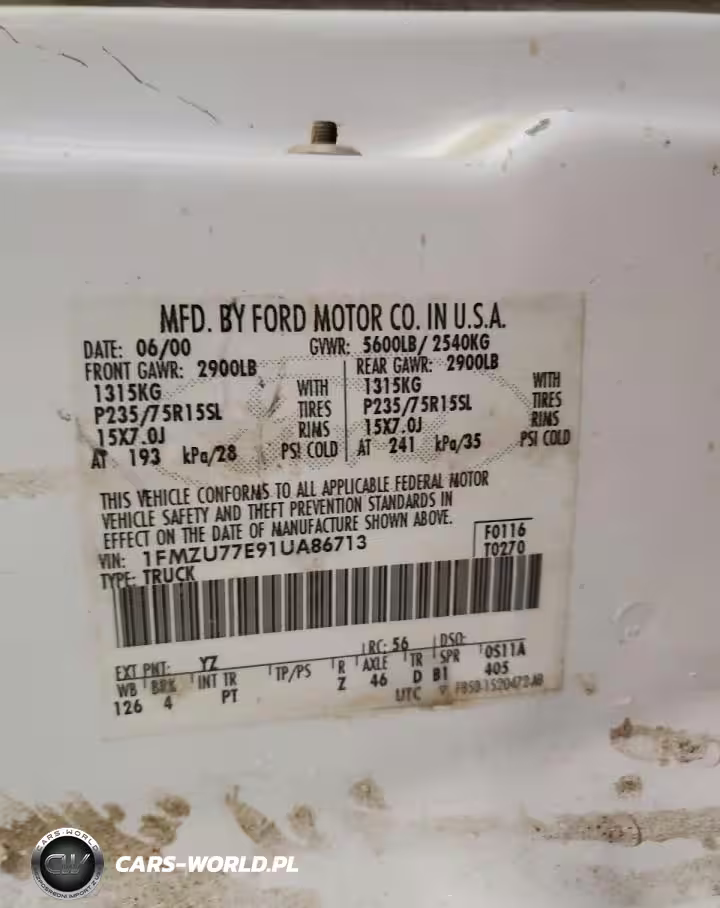 MFD. BY FORD MOTOR CO. IN U.S.A.
DATE: 06/00 GVWR: 5600LB/ 2540KG
FRONT GAWR: 2900LB REAR GAWR: 2900LB
1315KG WITH 1315KG WITH
P235/75R15SL TIRES P235/75R15SL TIRES
15X7.0J RIMS 15X7.0J RIMS
AT 193 kPa/28 PSI COLD AT 241 kPa/35 PSI COLD
THIS VEHICLE CONFORMS TO ALL APPLICABLE FEDERAL MOTOR
VEHICLE SAFETY AND THEFT PREVENTION STANDARDS IN
EFFECT ON THE DATE OF MANUFACTURE SHOWN ABOVE.
VIN: 1FMZU77E91UA86713 F0116
TYPE: TRUCK T0270
EXT PNT: YZ RC: 56 DSO:
WB BRK INT TR TP/PS R AXLE TR SPR 0S11A
126 4 PT Z 46 D B1 405
UTC
CARS-WORLD
CW
CARS-WORLD.PL